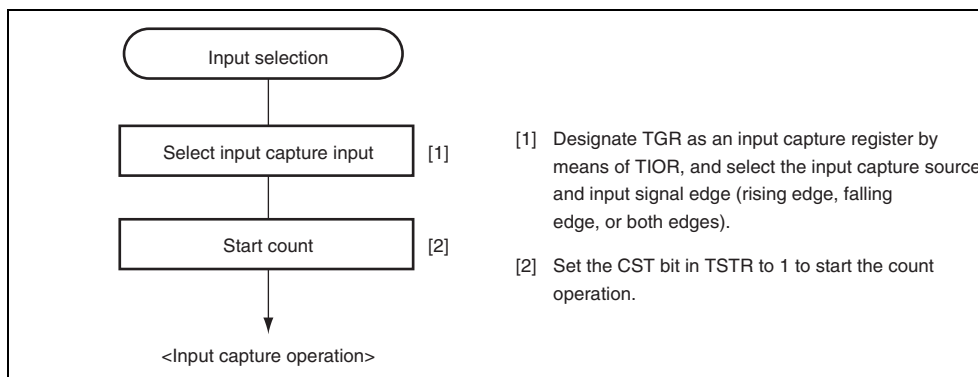 Input selection
Select input capture input [1]
Start count [2]
<Input capture operation>
[1] Designate TGR as an input capture register by
means of TIOR, and select the input capture source
and input signal edge (rising edge, falling
edge, or both edges).
[2] Set the CST bit in TSTR to 1 to start the count
operation.